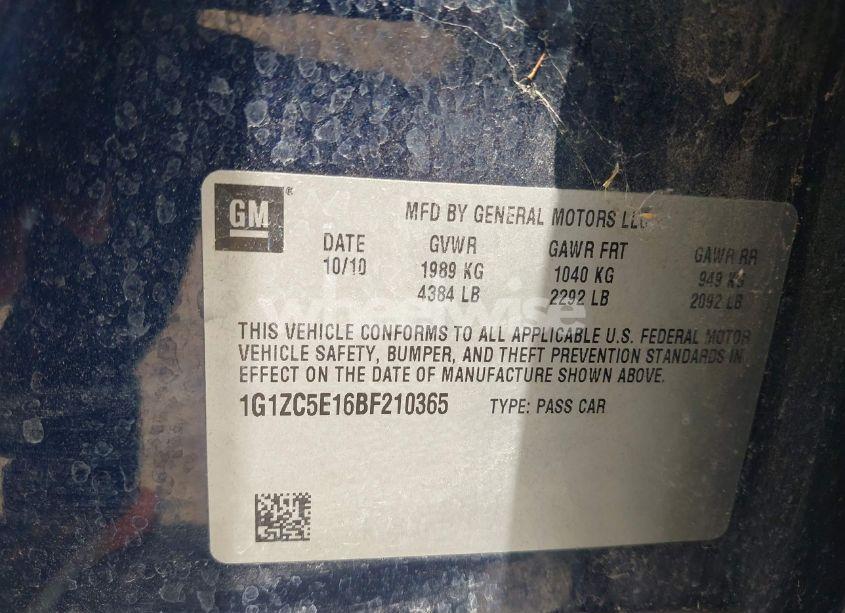 GM ®
MFD BY GENERAL MOTORS LLC
DATE GVWR GAWR FRT GAWR RR
10/10 1989 KG 1040 KG 949 KG
4384 LB 2292 LB 2092 LB
wheelwise
THIS VEHICLE CONFORMS TO ALL APPLICABLE U.S. FEDERAL MOTOR
VEHICLE SAFETY, BUMPER, AND THEFT PREVENTION STANDARDS IN
EFFECT ON THE DATE OF MANUFACTURE SHOWN ABOVE.
1G1ZC5E16BF210365 TYPE: PASS CAR